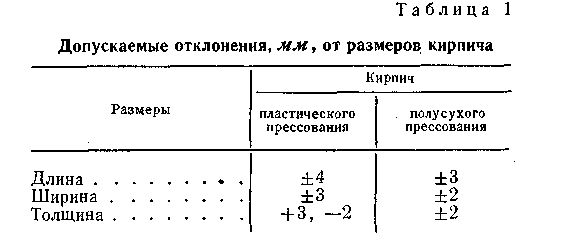 Таблица 1
Допускаемые отклонения, мм, от размеров кирпича
Размеры
Кирпич
пластического
прессования
полусухого
прессования
Длина . . . . . . . . . ±4 ±3
Ширина . . . . . . . . ±3 ±2
Толщина . . . . . . . . +3, —2 ±2